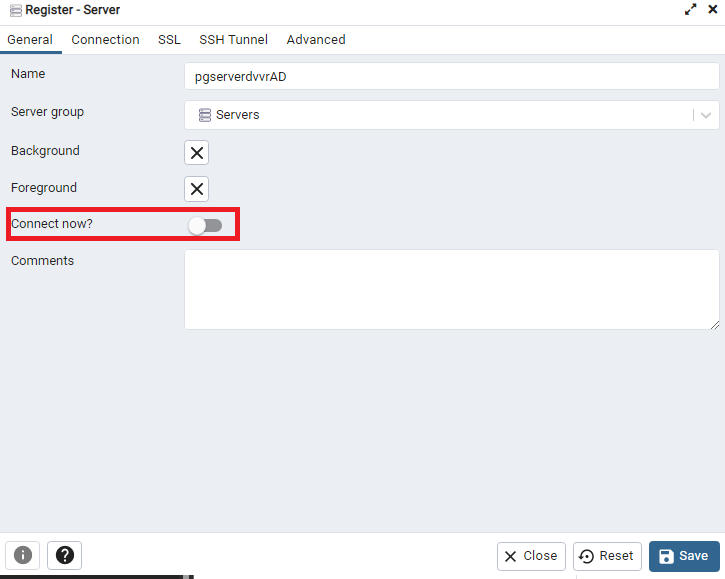 Register - Server
General Connection SSL SSH Tunnel Advanced
Name pgserverdvvrAD
Server group Servers
Background
Foreground
Connect now?
Comments
Close Reset Save